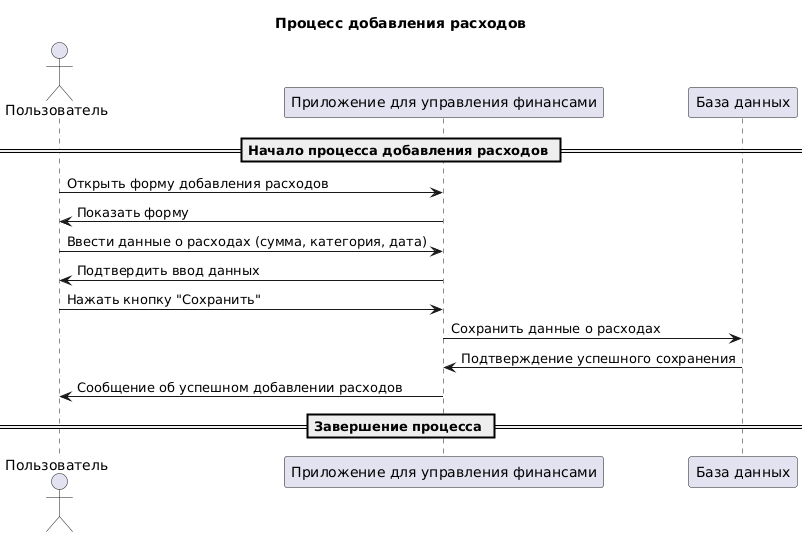 Процесс добавления расходов
Пользователь
Приложение для управления финансами
База данных
Начало процесса добавления расходов
Открыть форму добавления расходов
Показать форму
Ввести данные о расходах (сумма, категория, дата)
Подтвердить ввод данных
Нажать кнопку "Сохранить"
Сохранить данные о расходах
Подтверждение успешного сохранения
Сообщение об успешном добавлении расходов
Завершение процесса
Пользователь
Приложение для управления финансами
База данных